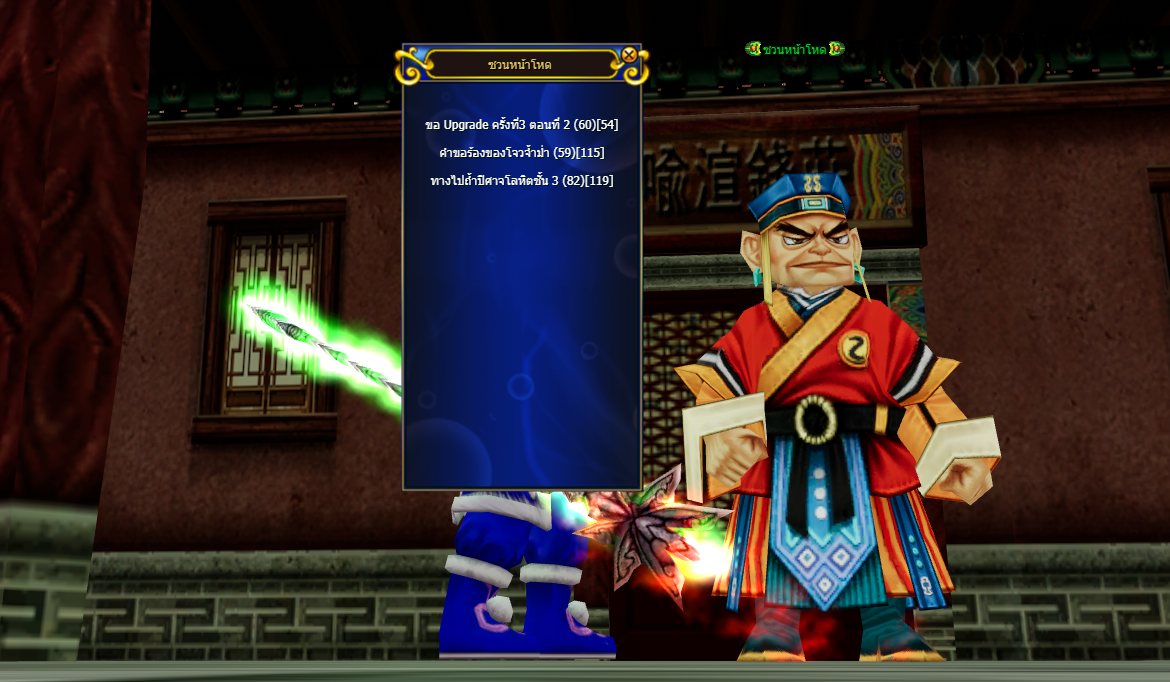 ชวนหน้าโหด
ชวนหน้าโหด
ขอ Upgrade ครั้งที่3 ตอนที่ 2 (60)[54]
คำขอร้องของโจวจ้ำม่ำ (59)[115]
ทางไปถ้ำปีศาจโลหิตชั้น 3 (82)[119]